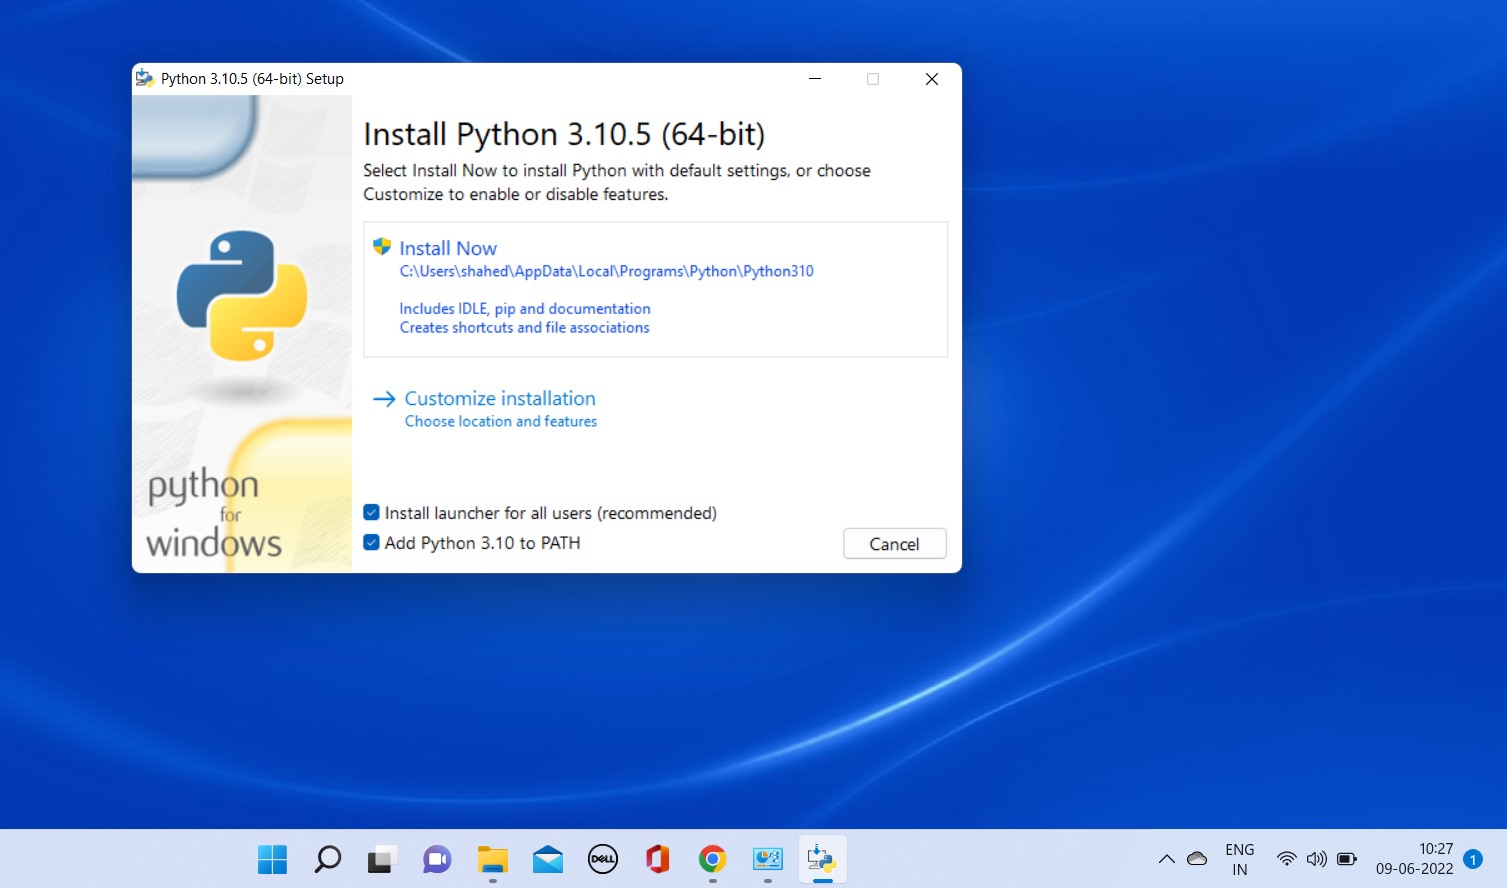 Python 3.10.5 (64-bit) Setup
Install Python 3.10.5 (64-bit)
Select Install Now to install Python with default settings, or choose
Customize to enable or disable features.
Install Now
C:\Users\shahed\AppData\Local\Programs\Python\Python310
Includes IDLE, pip and documentation
Creates shortcuts and file associations
Customize installation
Choose location and features
python
for
windows
Install launcher for all users (recommended)
Add Python 3.10 to PATH
Cancel
DELL
ENG
IN
10:27
09-06-2022
1